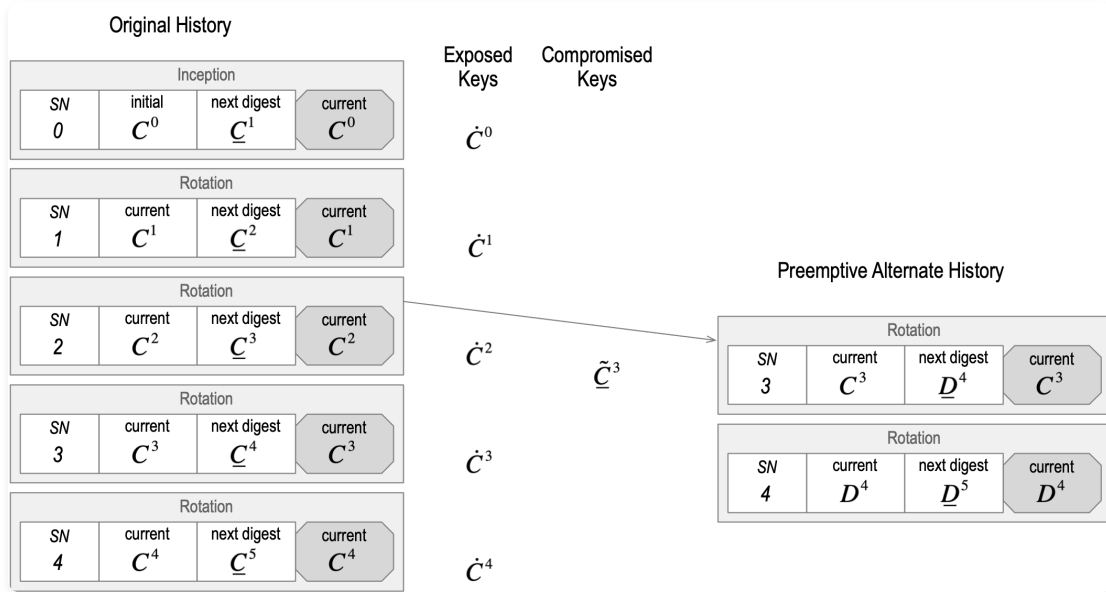 Original History
Exposed Keys
Compromised Keys
Inception
SN initial next digest current
0 C⁰ C̲¹ C⁰
Ċ⁰
Rotation
SN current next digest current
1 C¹ C̲² C¹
Ċ¹
Preemptive Alternate History
Rotation
SN current next digest current
2 C² C̲³ C²
Ċ²
C̲̃³
Rotation
SN current next digest current
3 C³ D̲⁴ C³
Rotation
SN current next digest current
3 C³ C̲⁴ C³
Ċ³
Rotation
SN current next digest current
4 D⁴ D̲⁵ D⁴
Rotation
SN current next digest current
4 C⁴ C̲⁵ C⁴
Ċ⁴